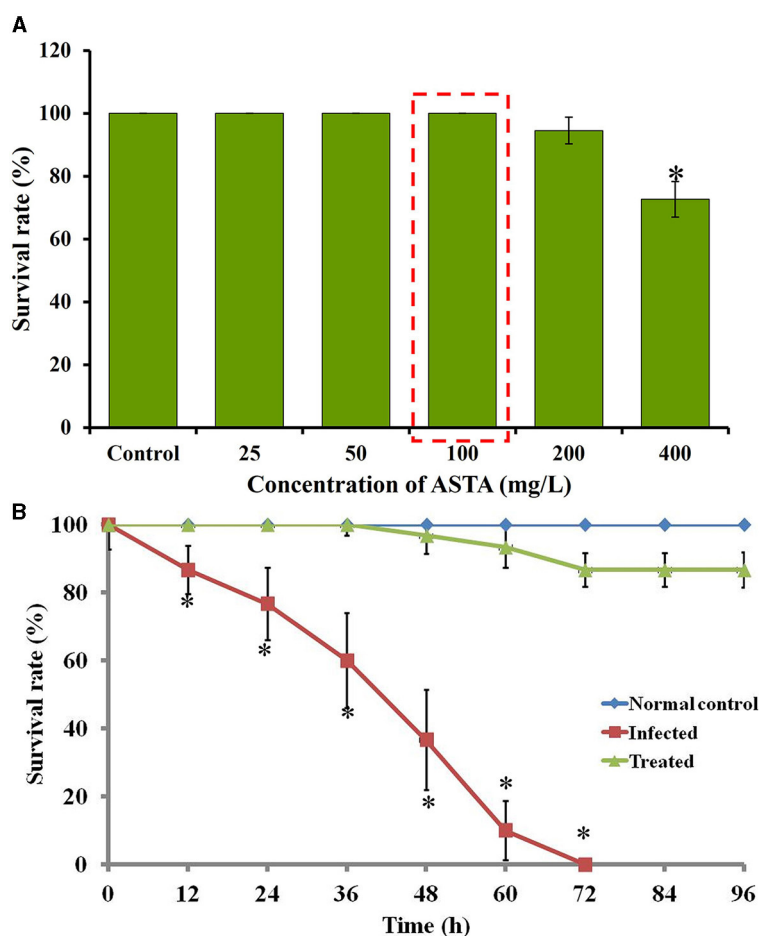 A
120
100
80
60
40
20
0
Survival rate (%)
*
Control 25 50 100 200 400
Concentration of ASTA (mg/L)
B
100
80
60
40
20
0
Survival rate (%)
* * * * * *
Normal control
Infected
Treated
0 12 24 36 48 60 72 84 96
Time (h)